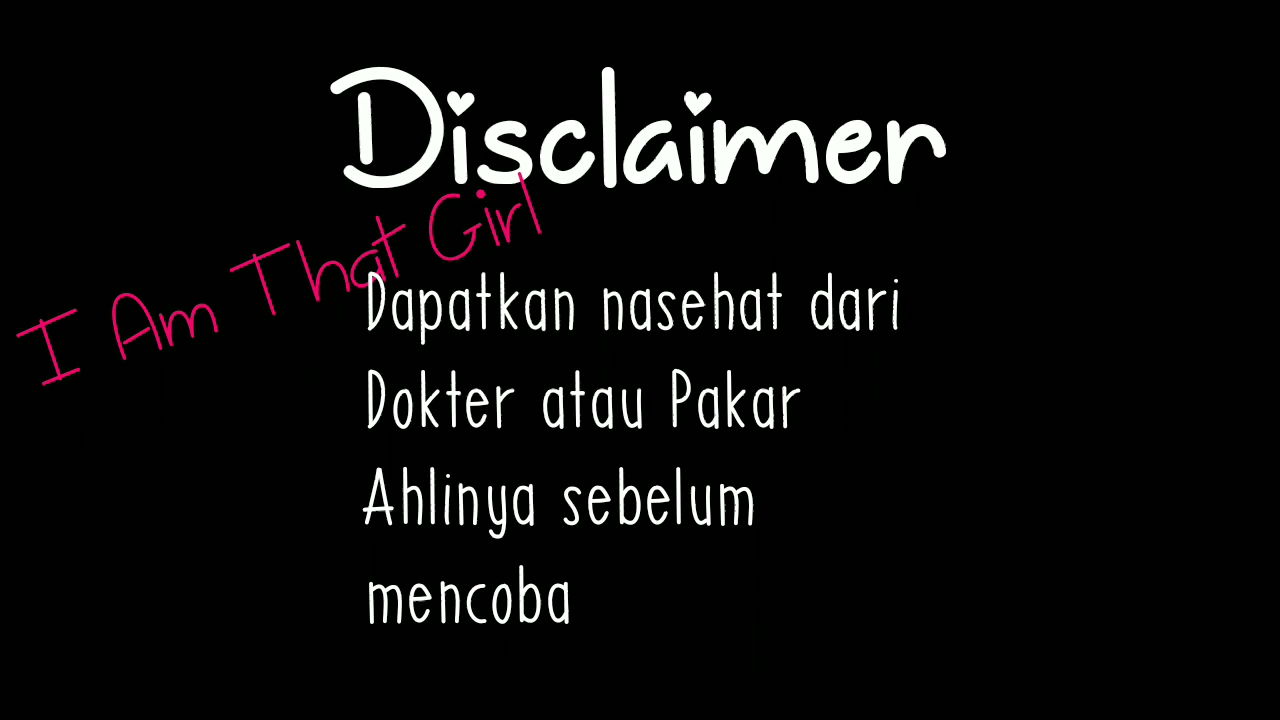 Disclaimer
I Am That Girl
Dapatkan nasehat dari
Dokter atau Pakar
Ahlinya sebelum
mencoba